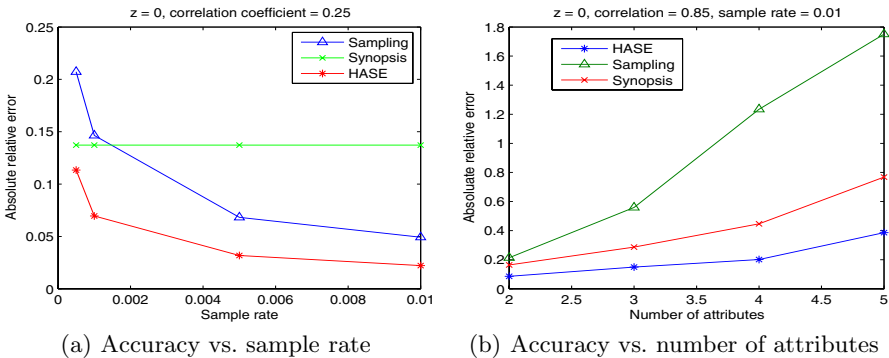 z = 0, correlation coefficient = 0.25
0.25
0.2
0.15
0.1
0.05
0
Absolute relative error
Sampling
Synopsis
HASE
0 0.002 0.004 0.006 0.008 0.01
Sample rate
(a) Accuracy vs. sample rate
z = 0, correlation = 0.85, sample rate = 0.01
1.8
1.6
1.4
1.2
1
0.8
0.6
0.4
0.2
0
Absoluate relative error
HASE
Sampling
Synopsis
2 2.5 3 3.5 4 4.5 5
Number of attributes
(b) Accuracy vs. number of attributes